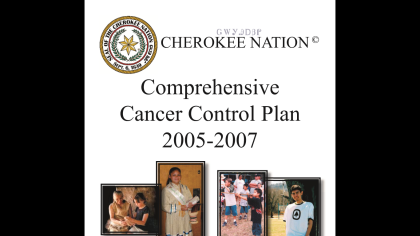 CHEROKEE NATION ©
Comprehensive
Cancer Control Plan
2005-2007